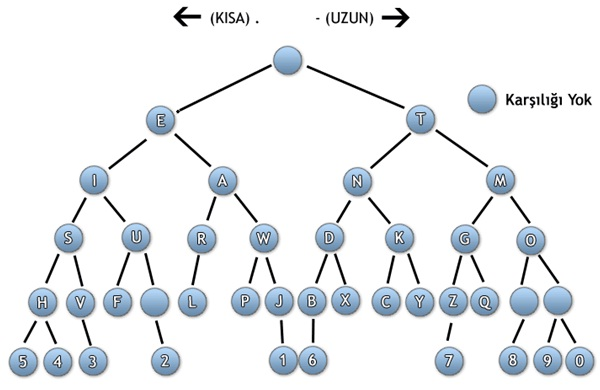 (KISA) . - (UZUN)
Karşılığı Yok
E T
I A N M
S U R W D K G O
H V F L P J B X C Y Z Q
5 4 3 2 1 6 7 8 9 0